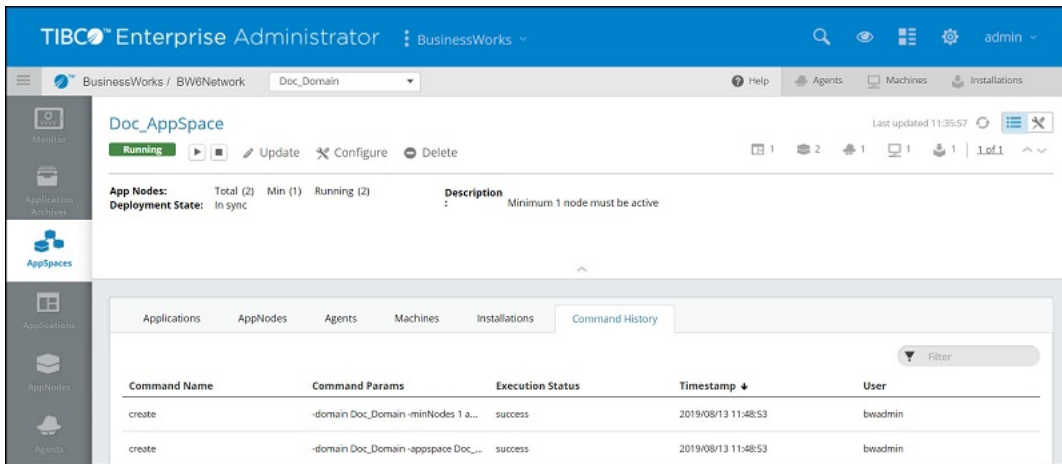 TIBCO™ Enterprise Administrator BusinessWorks admin
BusinessWorks / BW6Network Doc_Domain Help Agents Machines Installations
Monitor
Application Archives
AppSpaces
Applications
AppNodes
Agents
Doc_AppSpace Last updated 11:35:57
Running Update Configure Delete 1 2 1 1 1 1 of 1
App Nodes: Total (2) Min (1) Running (2) Description
Deployment State: In sync : Minimum 1 node must be active
Applications AppNodes Agents Machines Installations Command History
Filter
Command Name Command Params Execution Status Timestamp User
create -domain Doc_Domain -minNodes 1 a... success 2019/08/13 11:48:53 bwadmin
create -domain Doc_Domain -appspace Doc_... success 2019/08/13 11:48:53 bwadmin